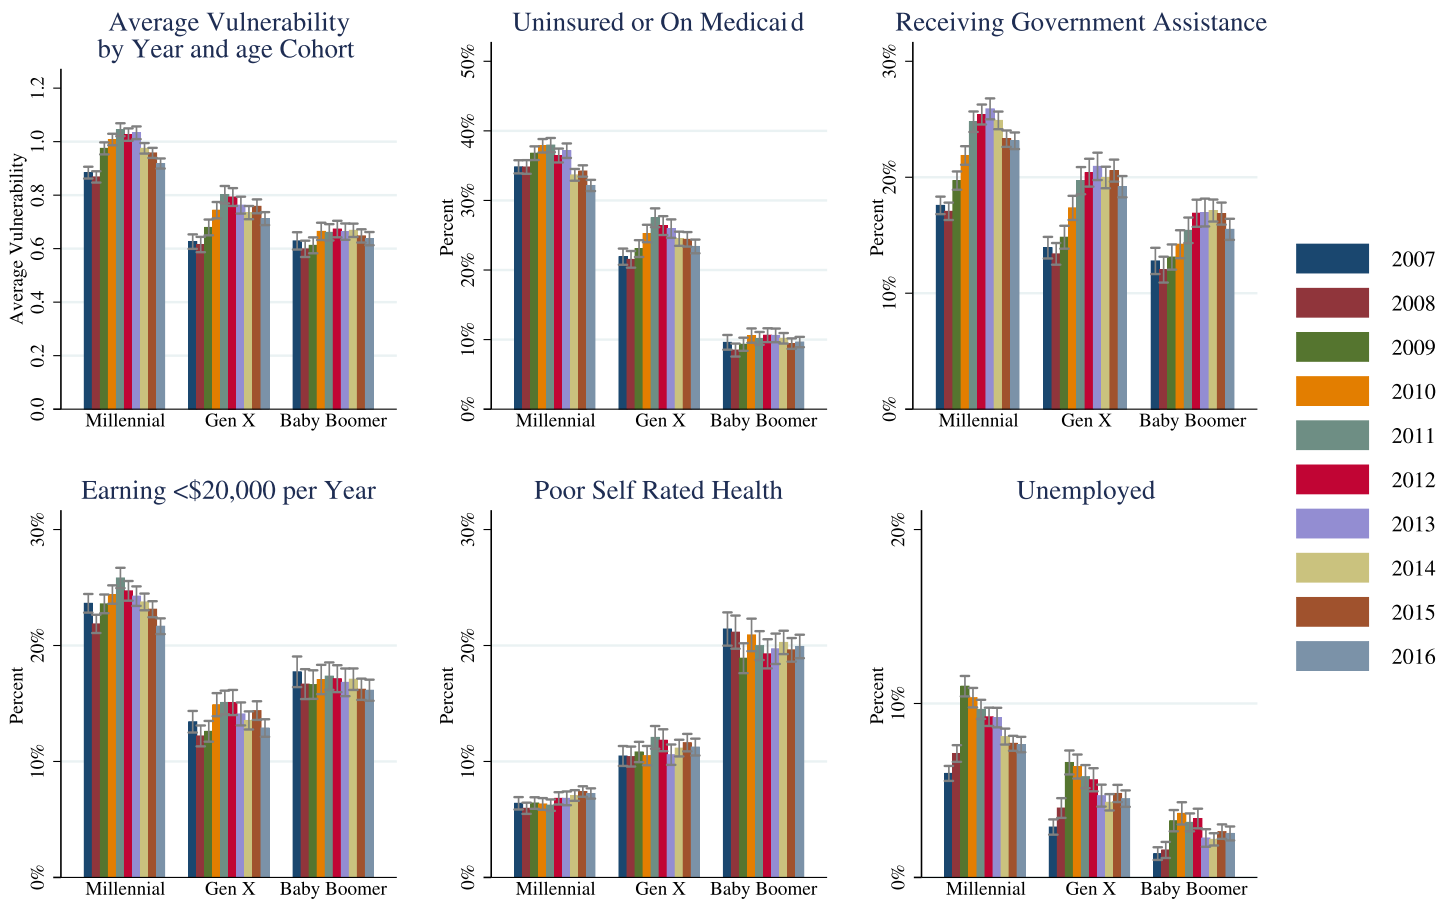 Average Vulnerability
by Year and age Cohort
Average Vulnerability
1.2
1.0
0.8
0.6
0.4
0.2
0.0
Millennial Gen X Baby Boomer
Uninsured or On Medicaid
Percent
50%
40%
30%
20%
10%
0%
Millennial Gen X Baby Boomer
Receiving Government Assistance
Percent
30%
20%
10%
0%
Millennial Gen X Baby Boomer
Earning <$20,000 per Year
Percent
30%
20%
10%
0%
Millennial Gen X Baby Boomer
Poor Self Rated Health
Percent
30%
20%
10%
0%
Millennial Gen X Baby Boomer
Unemployed
Percent
20%
10%
0%
Millennial Gen X Baby Boomer
2007
2008
2009
2010
2011
2012
2013
2014
2015
2016